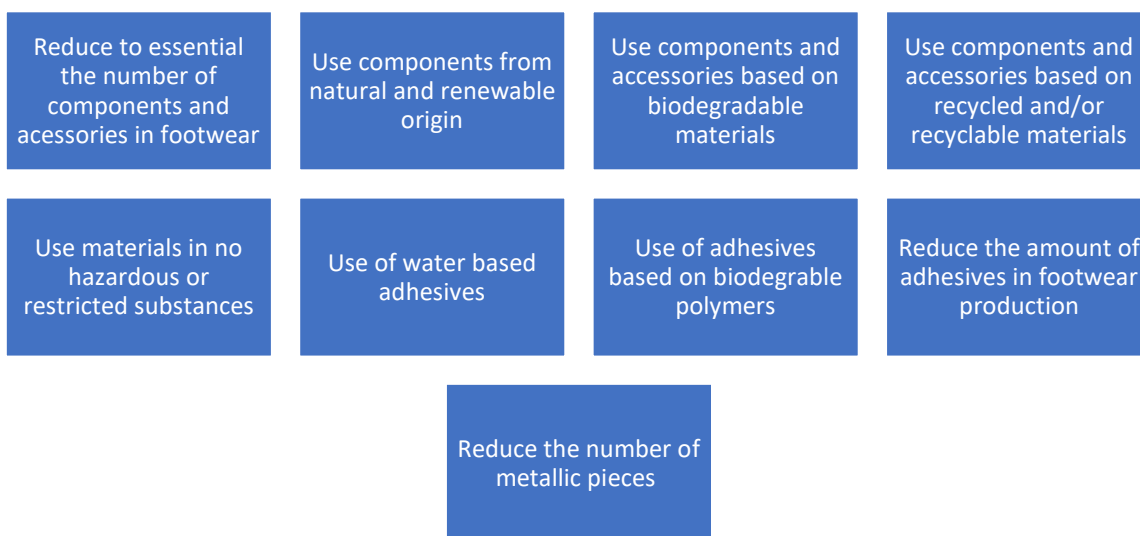 Reduce to essential
the number of
components and
acessories in footwear
Use components from
natural and renewable
origin
Use components and
accessories based on
biodegradable
materials
Use components and
accessories based on
recycled and/or
recyclable materials
Use materials in no
hazardous or
restricted substances
Use of water based
adhesives
Use of adhesives
based on biodegrable
polymers
Reduce the amount of
adhesives in footwear
production
Reduce the number of
metallic pieces